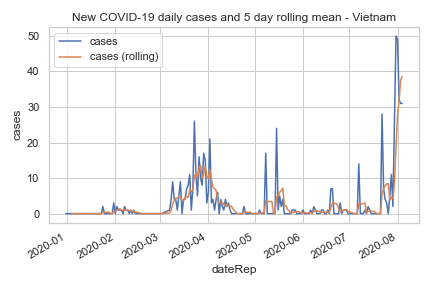 New COVID-19 daily cases and 5 day rolling mean - Vietnam
cases
cases (rolling)
50
40
30
20
10
0
cases
2020-01
2020-02
2020-03
2020-04
2020-05
2020-06
2020-07
2020-08
dateRep